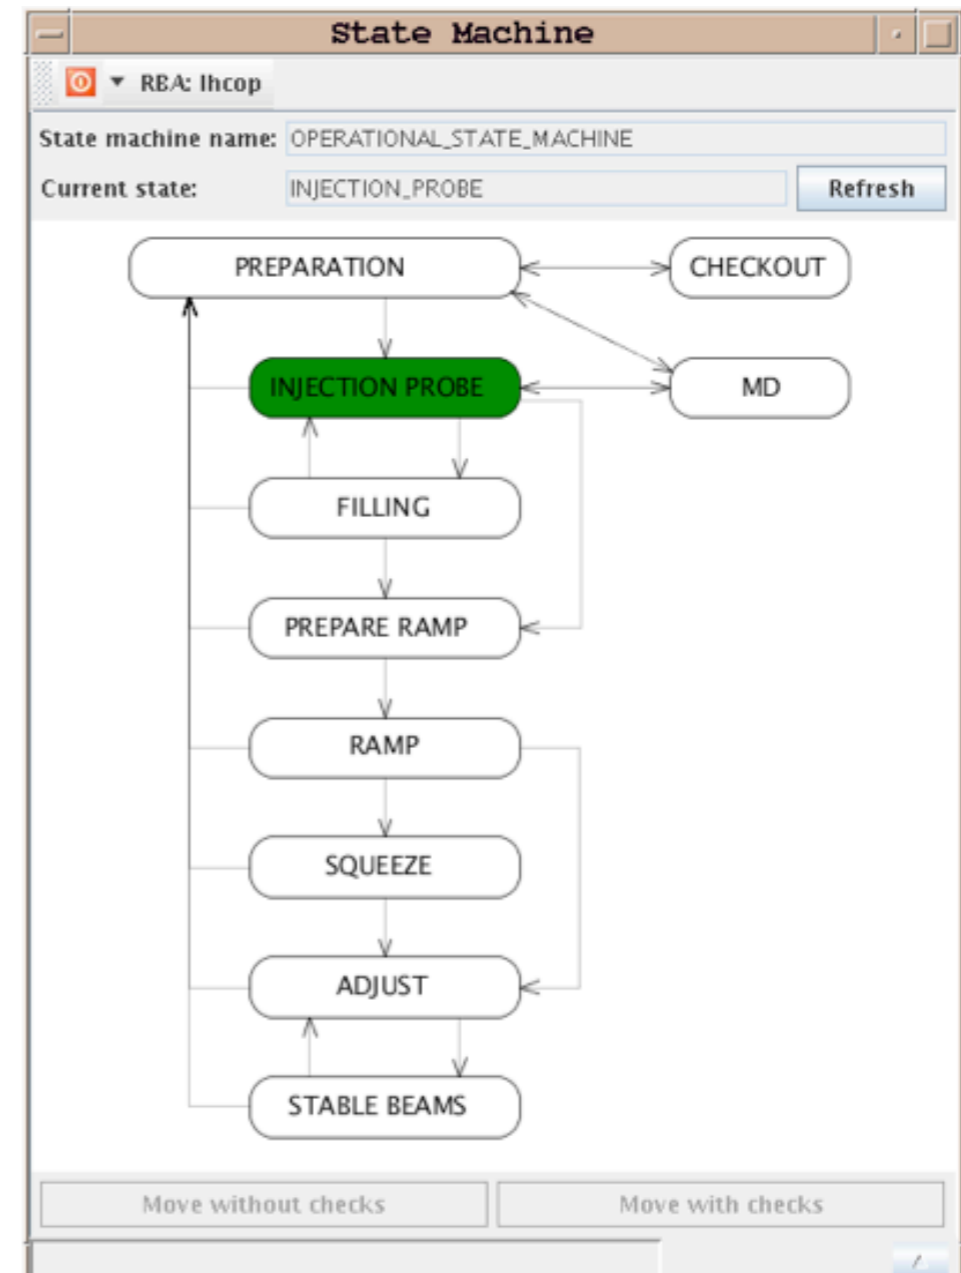 State Machine
RBA: lhcop
State machine name: OPERATIONAL_STATE_MACHINE
Current state: INJECTION_PROBE Refresh
PREPARATION CHECKOUT
INJECTION PROBE MD
FILLING
PREPARE RAMP
RAMP
SQUEEZE
ADJUST
STABLE BEAMS
Move without checks Move with checks